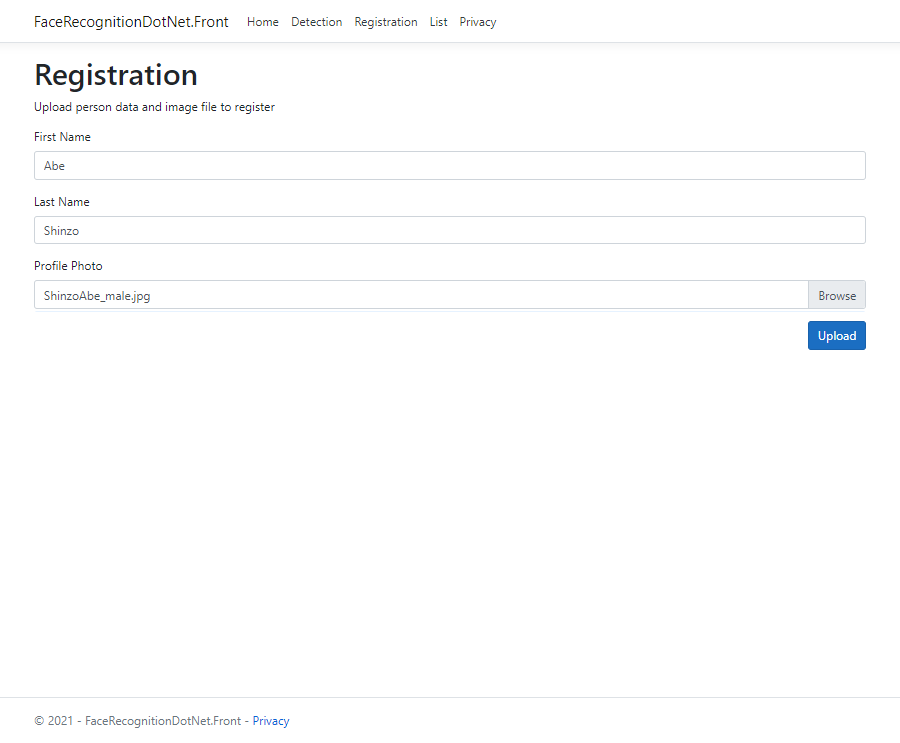 FaceRecognitionDotNet.Front Home Detection Registration List Privacy
Registration
Upload person data and image file to register
First Name
Abe
Last Name
Shinzo
Profile Photo
ShinzoAbe_male.jpg Browse
Upload
© 2021 - FaceRecognitionDotNet.Front - Privacy